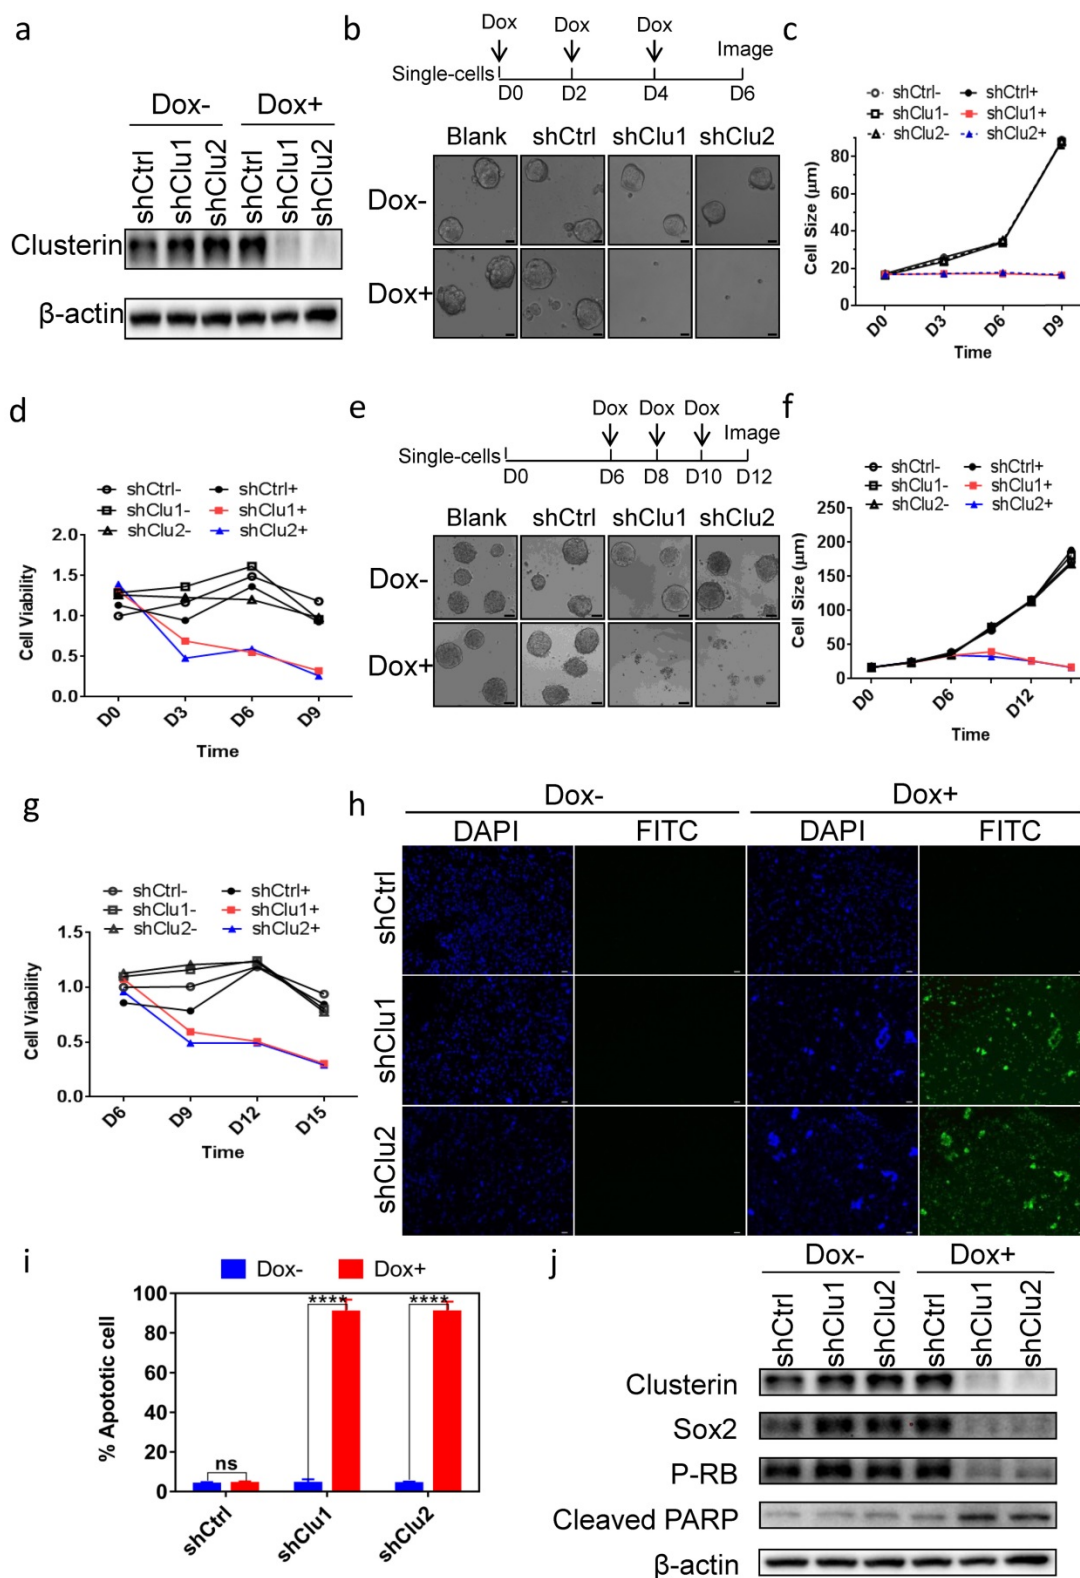 a
Dox-
Dox+
shCtrl
shClu1
shClu2
shCtrl
shClu1
shClu2
Clusterin
β-actin
b
Dox
Dox
Dox
Image
Single-cells
D0
D2
D4
D6
Blank
shCtrl
shClu1
shClu2
Dox-
Dox+
c
shCtrl-
shCtrl+
shClu1-
shClu1+
shClu2-
shClu2+
Cell Size (μm)
80
60
40
20
0
D0
D3
D6
D9
Time
d
shCtrl-
shCtrl+
shClu1-
shClu1+
shClu2-
shClu2+
Cell Viability
2.0
1.5
1.0
0.5
0.0
D0
D3
D6
D9
Time
e
Dox
Dox
Dox
Image
Single-cells
D0
D6
D8
D10
D12
Blank
shCtrl
shClu1
shClu2
Dox-
Dox+
f
shCtrl-
shCtrl+
shClu1-
shClu1+
shClu2-
shClu2+
Cell Size (μm)
250
200
150
100
50
0
D0
D6
D12
Time
g
shCtrl-
shCtrl+
shClu1-
shClu1+
shClu2-
shClu2+
Cell Viability
1.5
1.0
0.5
0.0
D6
D9
D12
D15
Time
h
Dox-
Dox+
DAPI
FITC
DAPI
FITC
shCtrl
shClu1
shClu2
i
Dox-
Dox+
% Apototic cell
100
80
60
40
20
0
ns
****
****
shCtrl
shClu1
shClu2
j
Dox-
Dox+
shCtrl
shClu1
shClu2
shCtrl
shClu1
shClu2
Clusterin
Sox2
P-RB
Cleaved PARP
β-actin